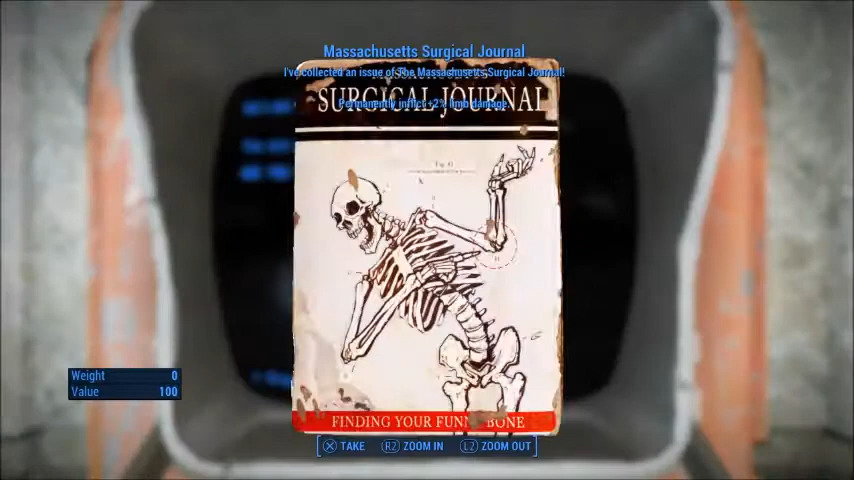 Massachusetts Surgical Journal
I've collected an issue of The Massachusetts Surgical Journal!
SURGICAL JOURNAL
Permanently inflict +2% limb damage.
FINDING YOUR FUNN BONE
Weight 0
Value 100
TAKE R2 ZOOM IN L2 ZOOM OUT